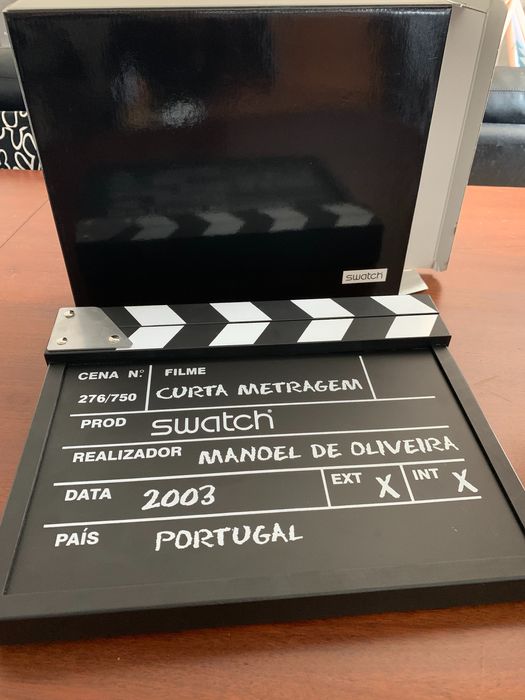 swatch
CENA Nº FILME
276/750 CURTA METRAGEM
PROD swatch
REALIZADOR MANOEL DE OLIVEIRA
DATA 2003 EXT X INT X
PAÍS PORTUGAL